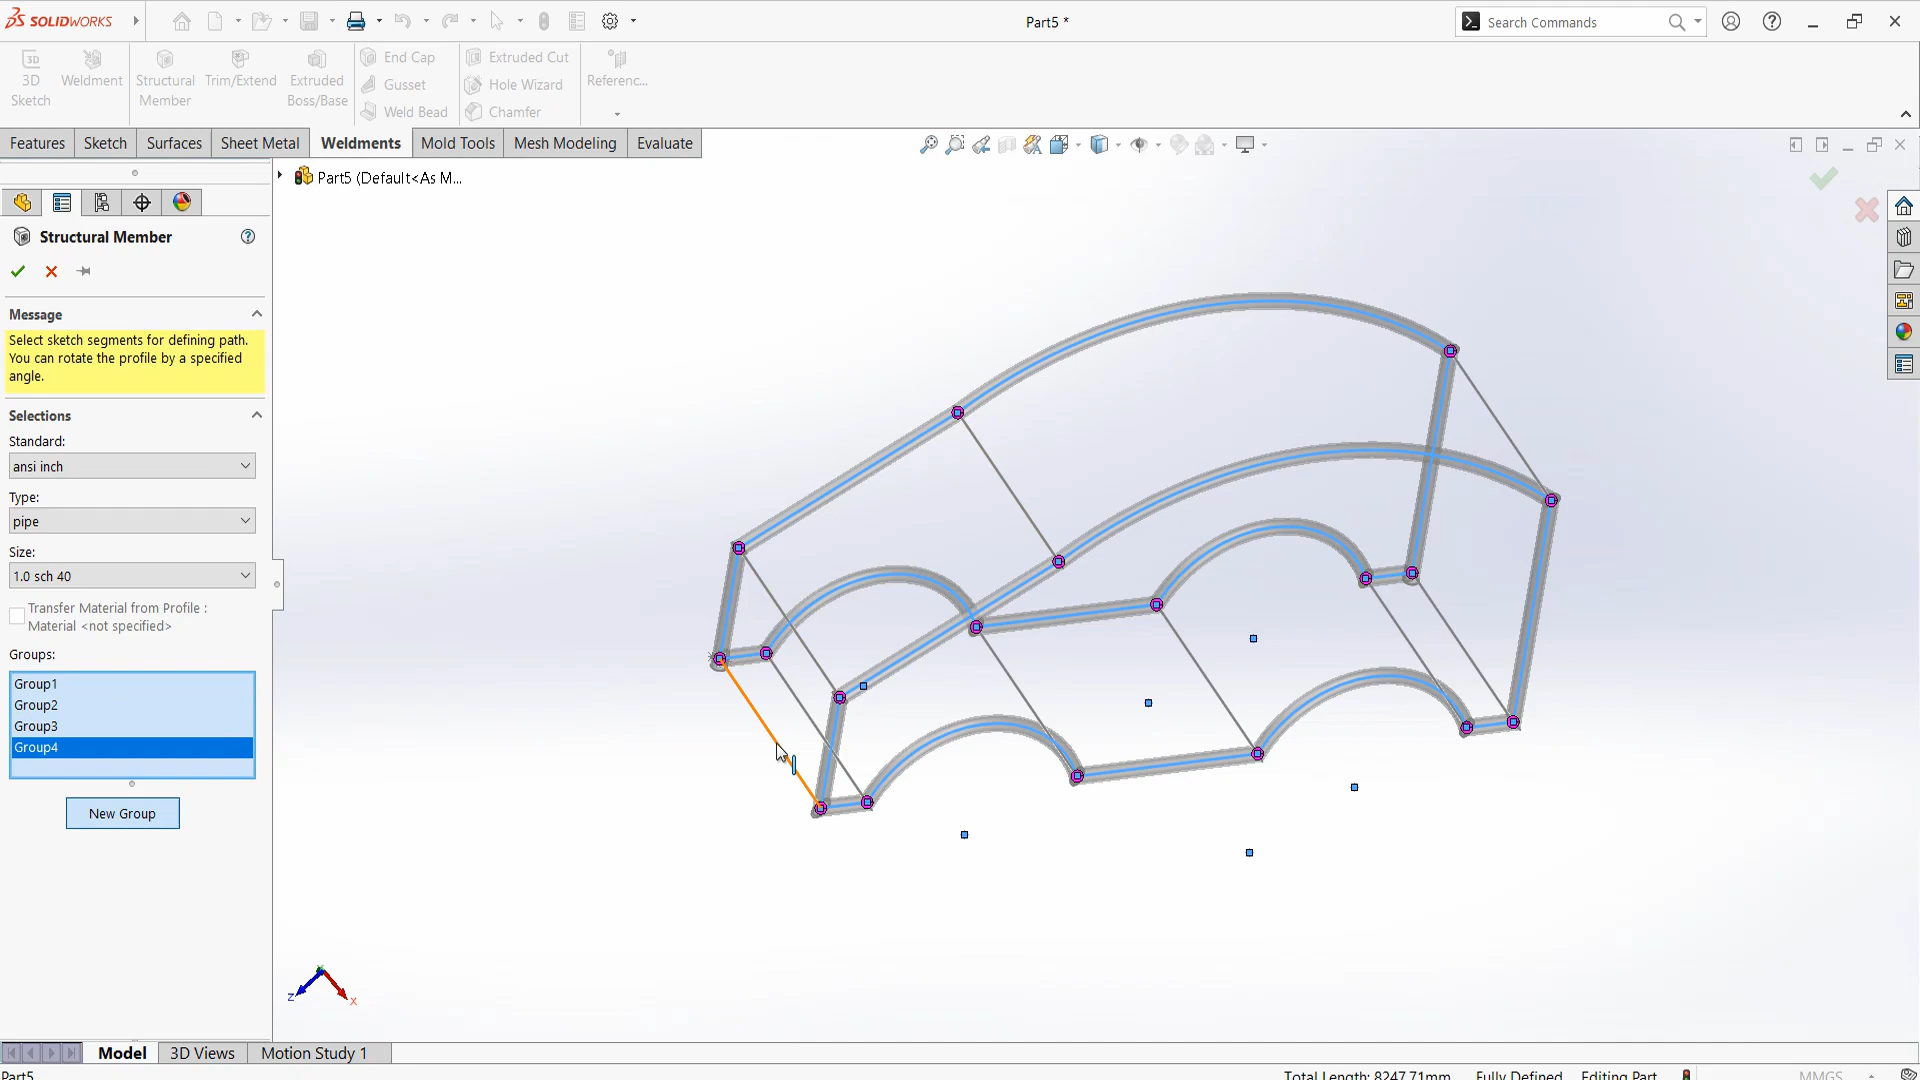 SOLIDWORKS
Part5 *
Search Commands
3D Sketch
Weldment
Structural Member
Trim/Extend
Extruded Boss/Base
End Cap
Gusset
Weld Bead
Extruded Cut
Hole Wizard
Chamfer
Referenc...
Features
Sketch
Surfaces
Sheet Metal
Weldments
Mold Tools
Mesh Modeling
Evaluate
Part5 (Default<As M...
Structural Member
Message
Select sketch segments for defining path.
You can rotate the profile by a specified
angle.
Selections
Standard:
ansi inch
Type:
pipe
Size:
1.0 sch 40
Transfer Material from Profile :
Material <not specified>
Groups:
Group1
Group2
Group3
Group4
New Group
Z
X
Model
3D Views
Motion Study 1
Part5
Total Length: 8247.71mm
Fully Defined
Editing Part
MMGS